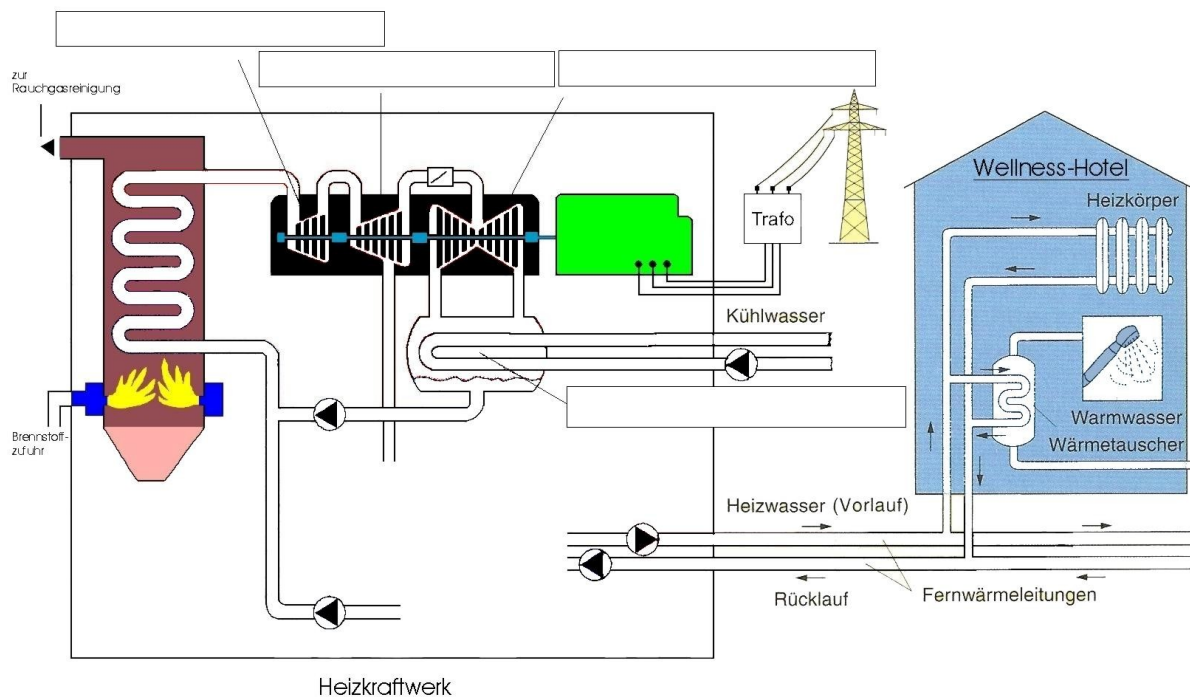 zur
Rauchgasreinigung
Wellness-Hotel
Heizkörper
Trafo
Kühlwasser
Warmwasser
Wärmetauscher
Brennstoff-
zufuhr
Heizwasser (Vorlauf)
Rücklauf
Fernwärmeleitungen
Heizkraftwerk